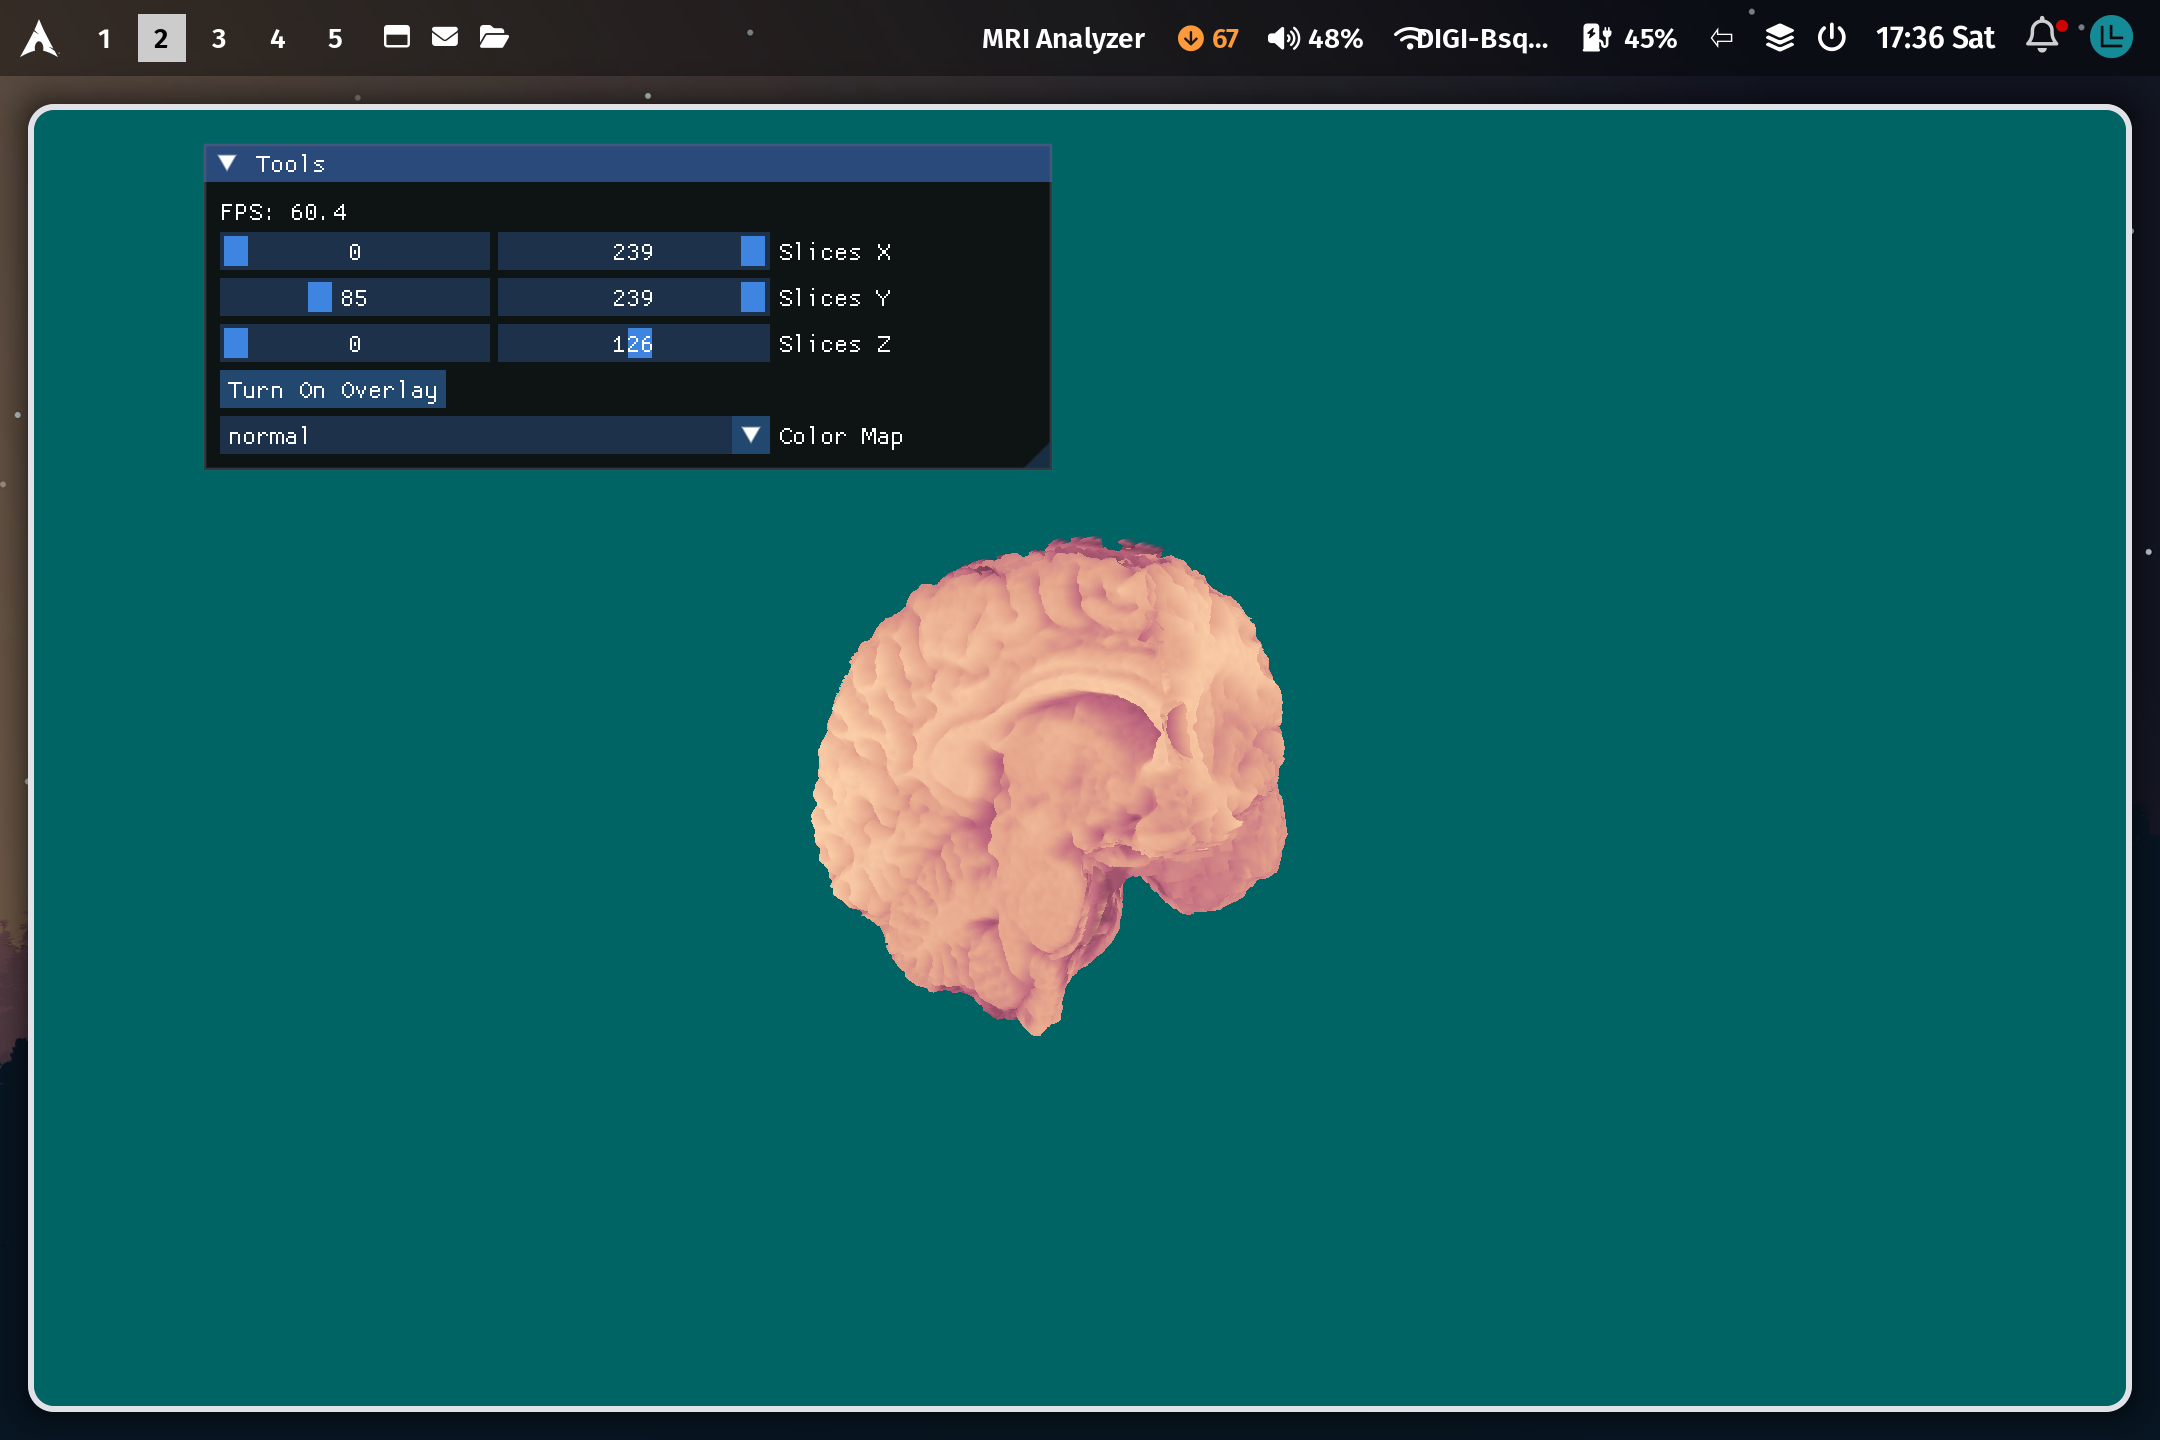 1 2 3 4 5 MRI Analyzer 67 48% DIGI-Bsq... 45% 17:36 Sat
Tools
FPS: 60.4
0 239 Slices X
85 239 Slices Y
0 126 Slices Z
Turn On Overlay
normal Color Map